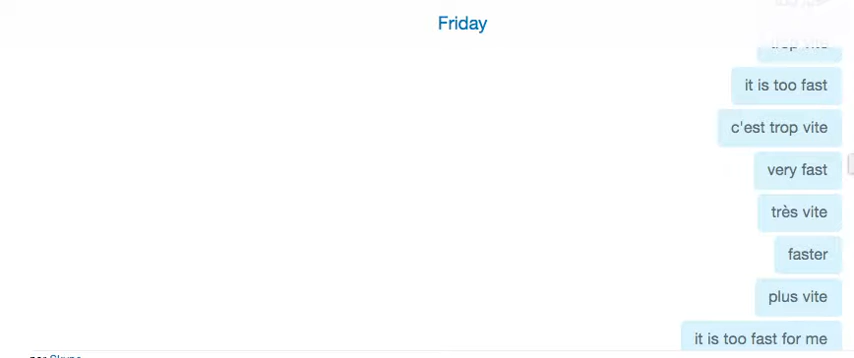 Friday
trop vite
it is too fast
c'est trop vite
very fast
très vite
faster
plus vite
it is too fast for me
Skype